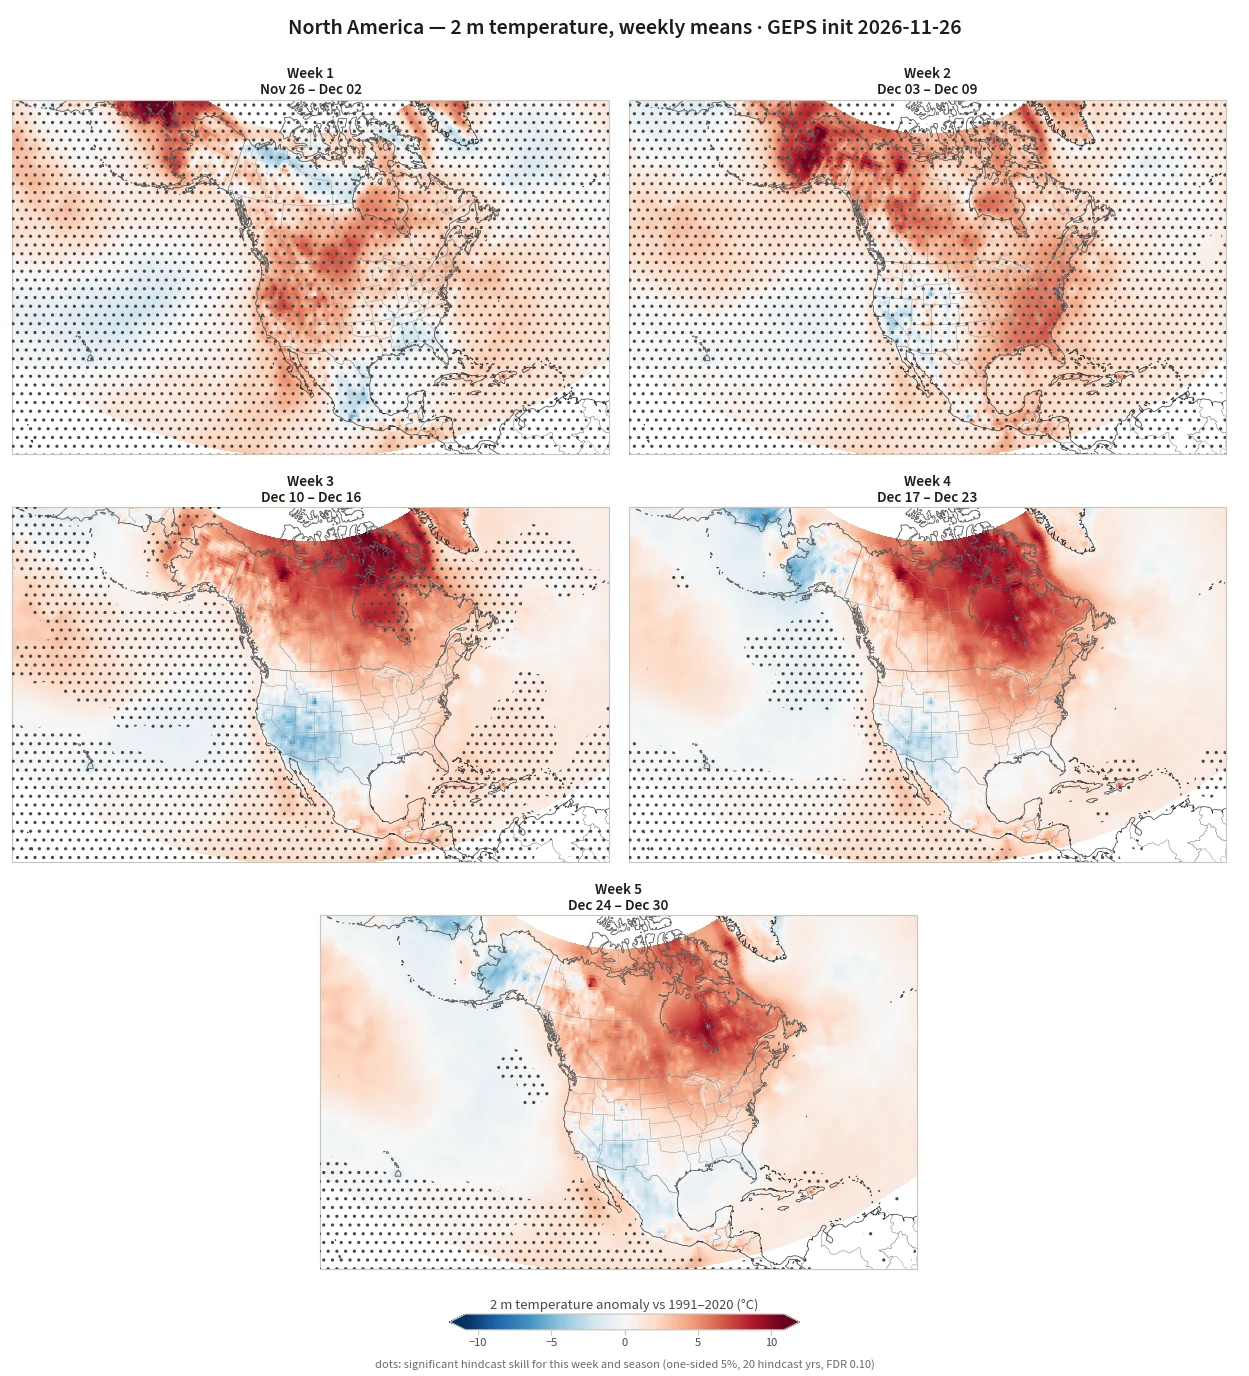 North America — 2 m temperature, weekly means · GEPS init 2026-11-26
Week 1
Nov 26 – Dec 02
Week 2
Dec 03 – Dec 09
Week 3
Dec 10 – Dec 16
Week 4
Dec 17 – Dec 23
Week 5
Dec 24 – Dec 30
2 m temperature anomaly vs 1991–2020 (°C)
−10 −5 0 5 10
dots: significant hindcast skill for this week and season (one-sided 5%, 20 hindcast yrs, FDR 0.10)